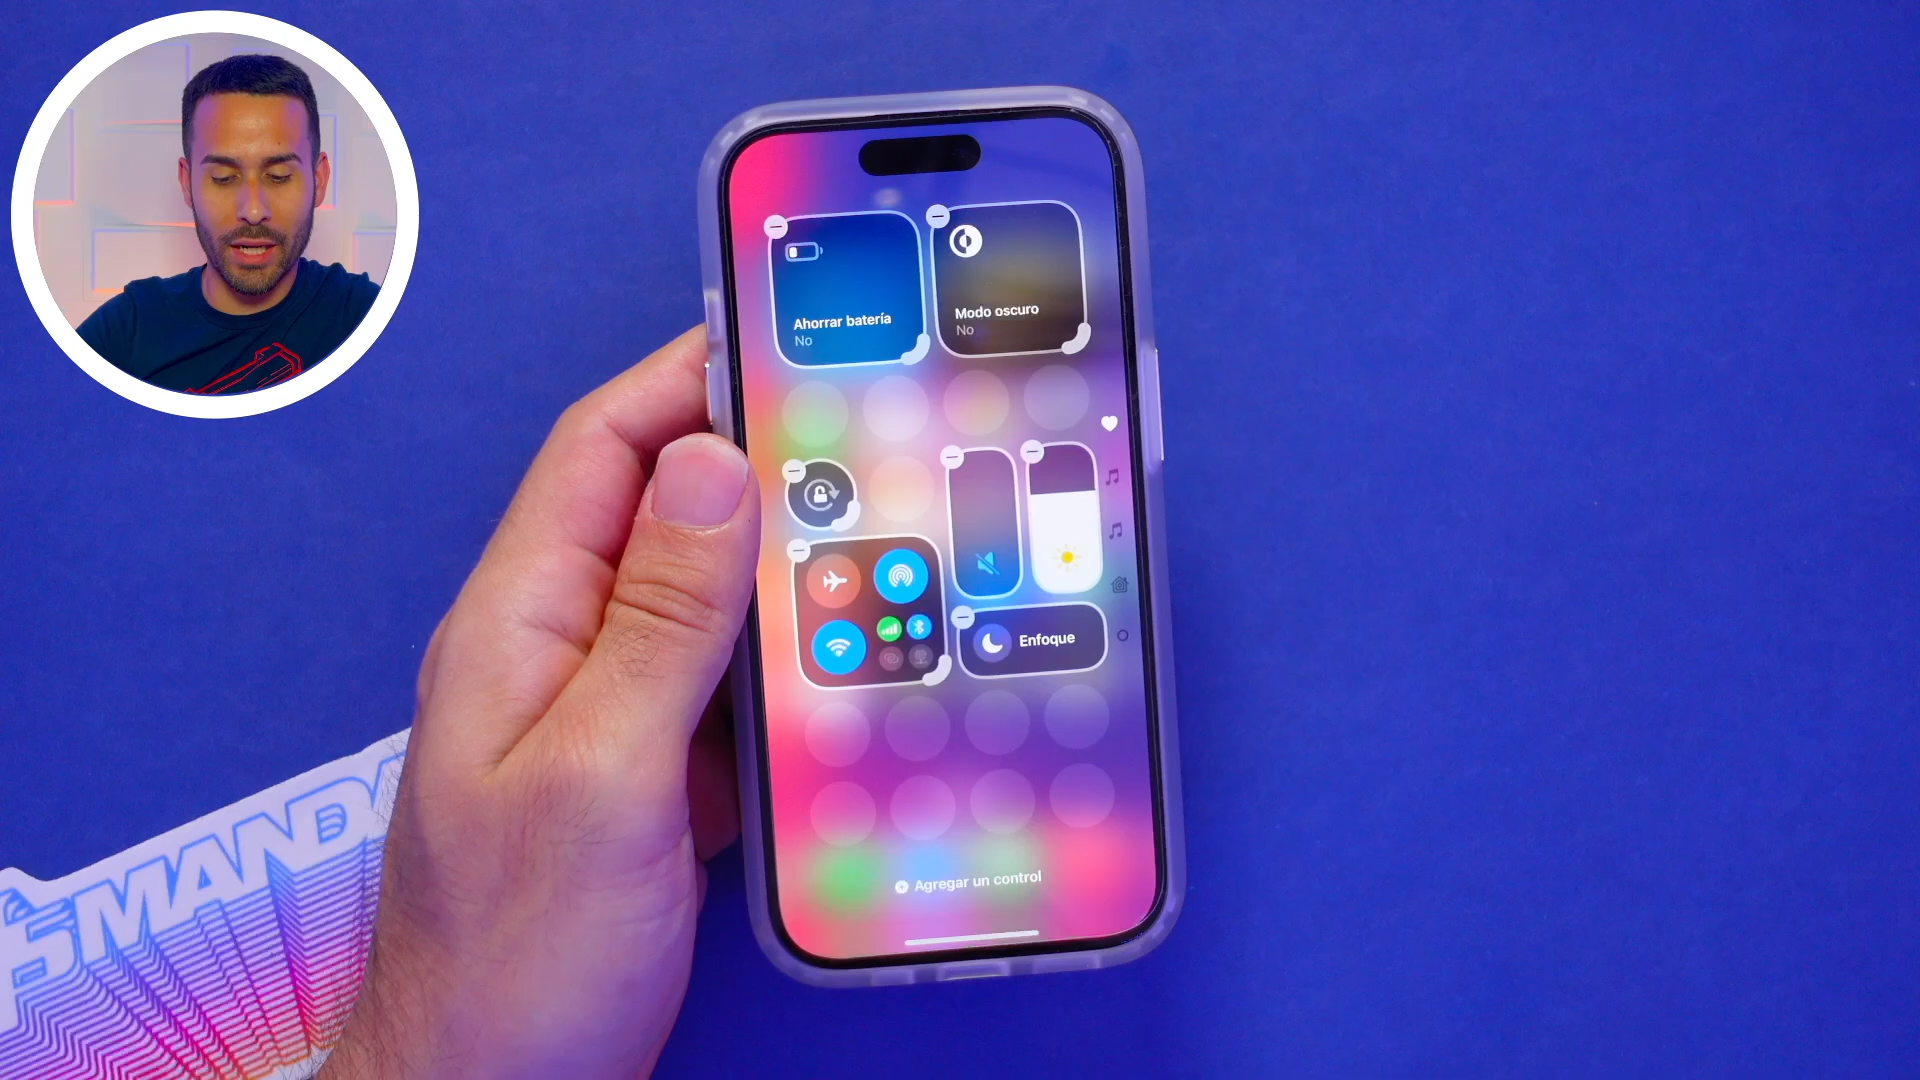 Ahorrar batería
No
Modo oscuro
No
Enfoque
Agregar un control